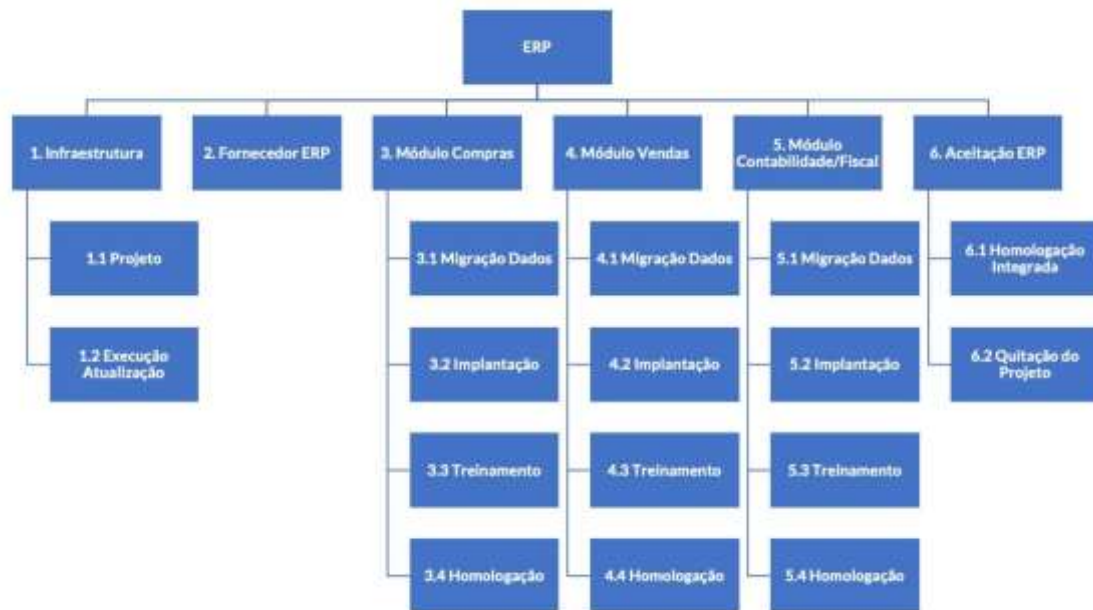 ERP
1. Infraestrutura
2. Fornecedor ERP
3. Módulo Compras
4. Módulo Vendas
5. Módulo
Contabilidade/Fiscal
6. Aceitação ERP
1.1 Projeto
3.1 Migração Dados
4.1 Migração Dados
5.1 Migração Dados
6.1 Homologação
Integrada
1.2 Execução
Atualização
3.2 Implantação
4.2 Implantação
5.2 Implantação
6.2 Quitação do
Projeto
3.3 Treinamento
4.3 Treinamento
5.3 Treinamento
3.4 Homologação
4.4 Homologação
5.4 Homologação